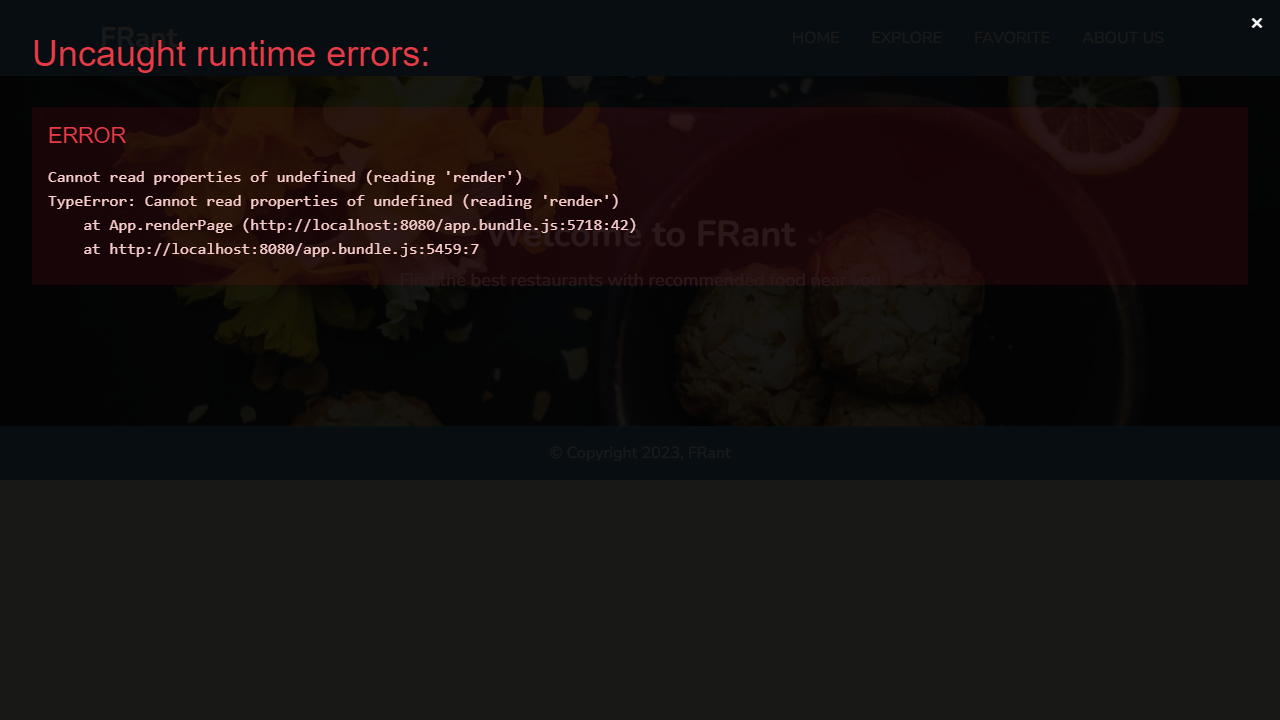 FRant
HOME EXPLORE FAVORITE ABOUT US
×
Uncaught runtime errors:
ERROR
Cannot read properties of undefined (reading 'render')
TypeError: Cannot read properties of undefined (reading 'render')
at App.renderPage (http://localhost:8080/app.bundle.js:5718:42)
at http://localhost:8080/app.bundle.js:5459:7
Welcome to FRant
Find the best restaurants with recommended food near you
© Copyright 2023, FRant